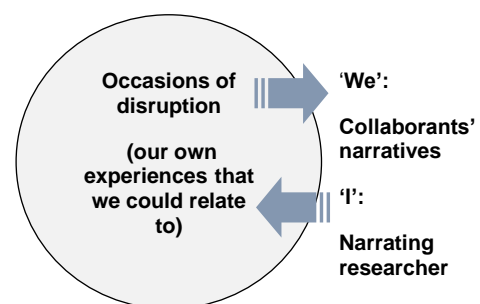 Occasions of
disruption
(our own
experiences that
we could relate
to)
‘We’:
Collaborants’
narratives
‘I’:
Narrating
researcher